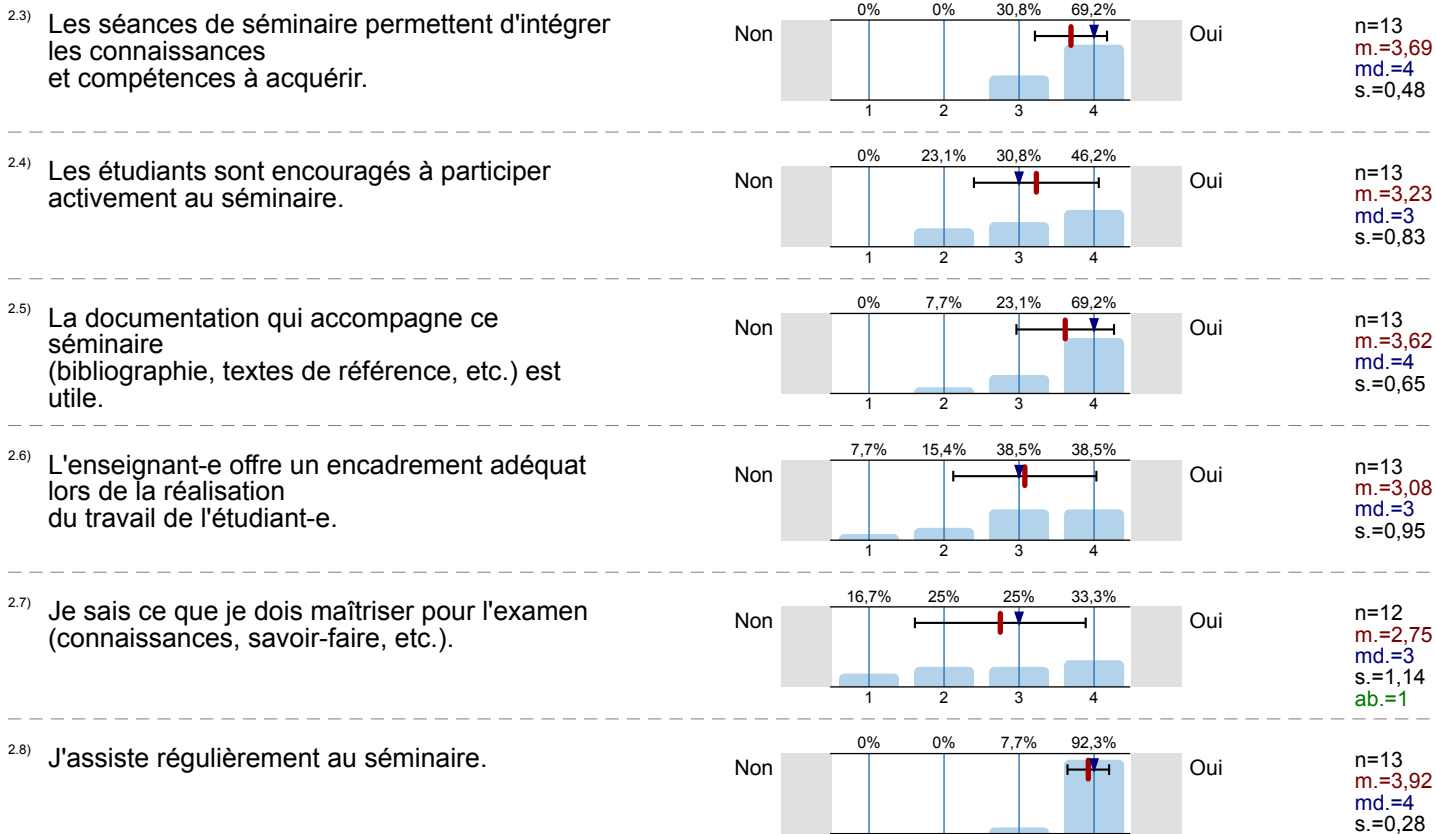 0% 0% 30,8% 69,2%
2.3) Les séances de séminaire permettent d'intégrer
les connaissances
et compétences à acquérir.
Non Oui
1 2 3 4
n=13
m.=3,69
md.=4
s.=0,48
0% 23,1% 30,8% 46,2%
2.4) Les étudiants sont encouragés à participer
activement au séminaire.
Non Oui
1 2 3 4
n=13
m.=3,23
md.=3
s.=0,83
0% 7,7% 23,1% 69,2%
2.5) La documentation qui accompagne ce
séminaire
(bibliographie, textes de référence, etc.) est
utile.
Non Oui
1 2 3 4
n=13
m.=3,62
md.=4
s.=0,65
7,7% 15,4% 38,5% 38,5%
2.6) L'enseignant-e offre un encadrement adéquat
lors de la réalisation
du travail de l'étudiant-e.
Non Oui
1 2 3 4
n=13
m.=3,08
md.=3
s.=0,95
16,7% 25% 25% 33,3%
2.7) Je sais ce que je dois maîtriser pour l'examen
(connaissances, savoir-faire, etc.).
Non Oui
1 2 3 4
n=12
m.=2,75
md.=3
s.=1,14
ab.=1
0% 0% 7,7% 92,3%
2.8) J'assiste régulièrement au séminaire.
Non Oui
n=13
m.=3,92
md.=4
s.=0,28